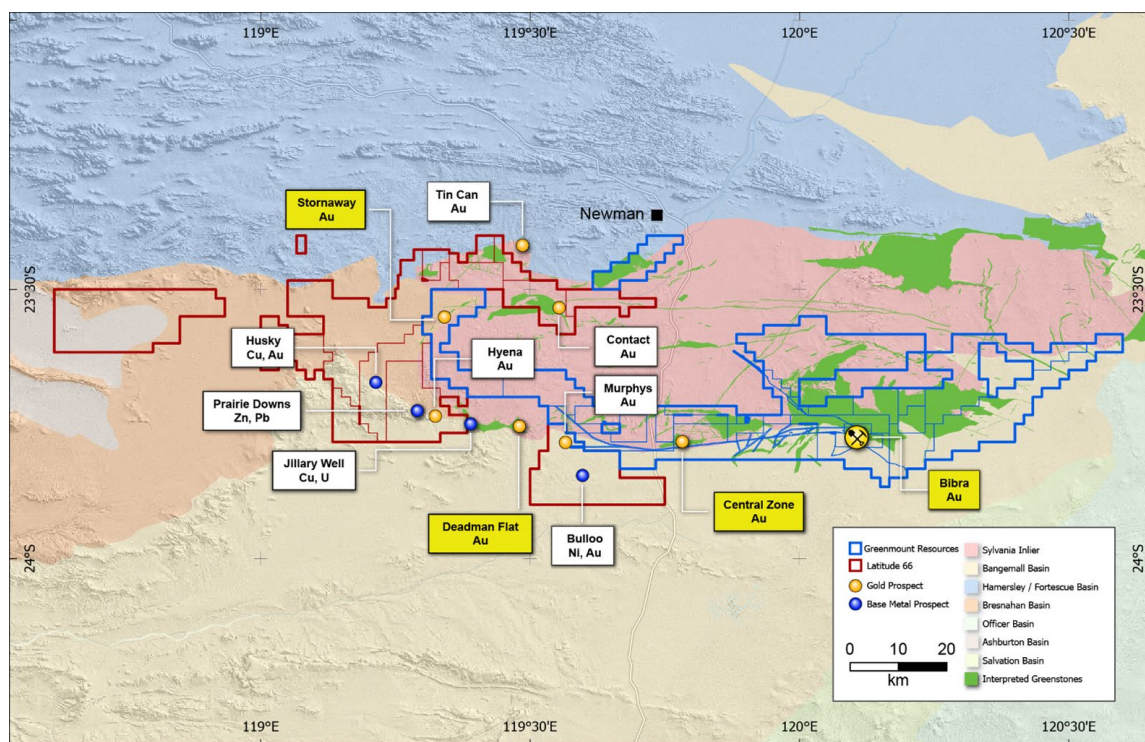 119°E
119°30'E
120°E
120°30'E
Stornaway
Au
Tin Can
Au
Newman
23°30'S
23°30'S
Husky
Cu, Au
Hyena
Au
Contact
Au
Prairie Downs
Zn, Pb
Murphys
Au
Jillary Well
Cu, U
Deadman Flat
Au
Bulloo
Ni, Au
Central Zone
Au
Bibra
Au
24°S
24°S
Greenmount Resources
Latitude 66
Gold Prospect
Base Metal Prospect
0 10 20
km
Sylvania Inlier
Bangemall Basin
Hamersley / Fortescue Basin
Bresnahan Basin
Officer Basin
Ashburton Basin
Salvation Basin
Interpreted Greenstones
119°E
119°30'E
120°E
120°30'E